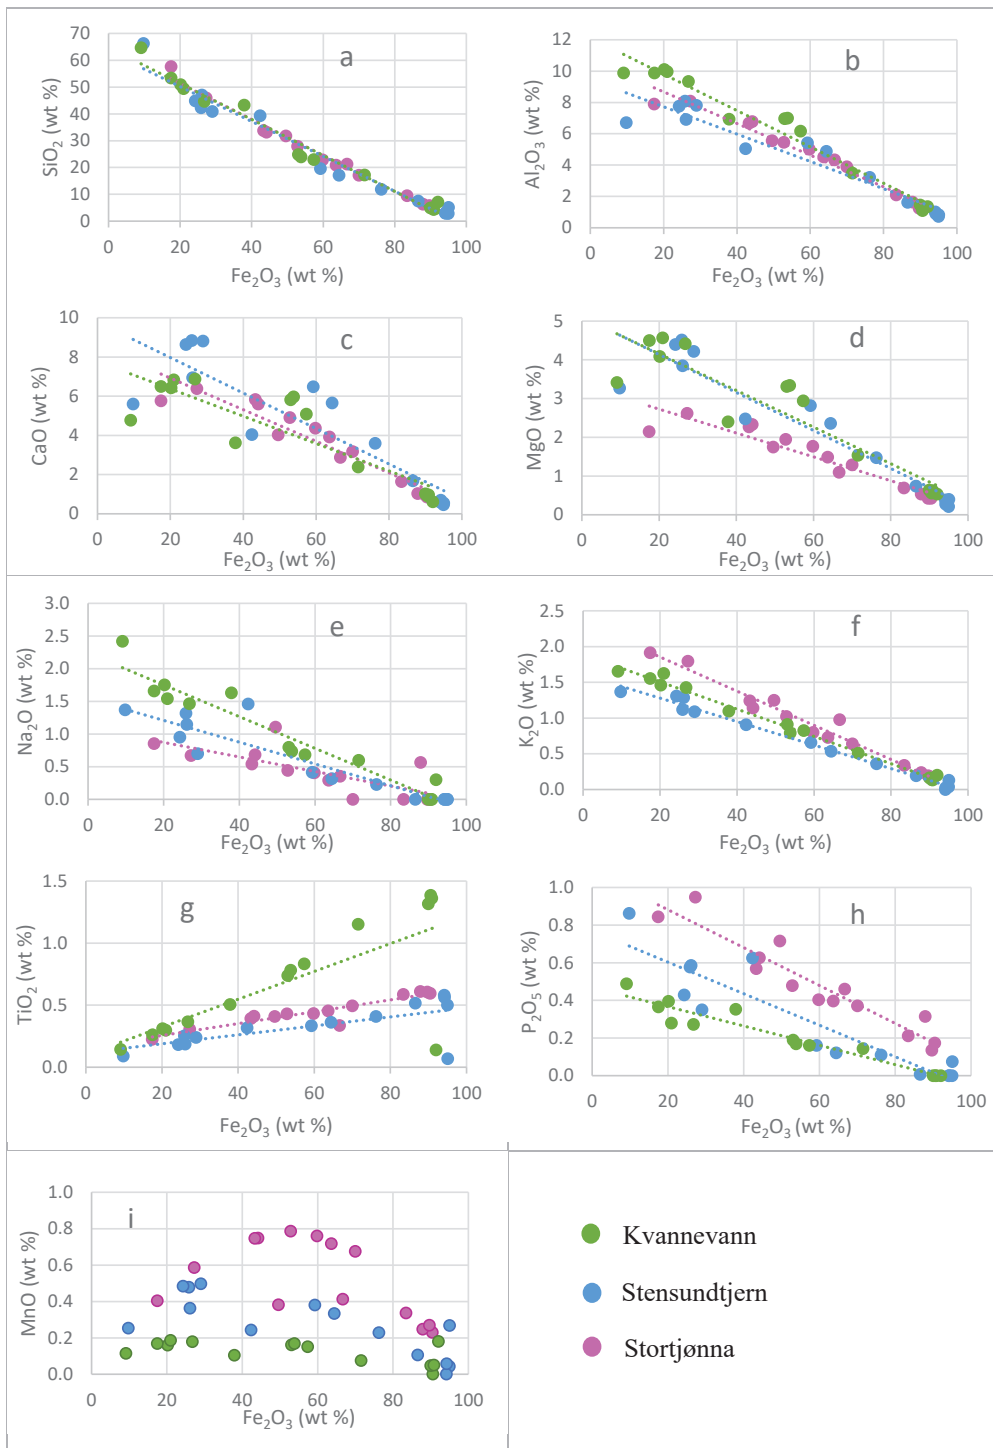 a
SiO₂ (wt %)
70
60
50
40
30
20
10
0
0 20 40 60 80 100
Fe₂O₃ (wt %)
b
Al₂O₃ (wt %)
12
10
8
6
4
2
0
0 20 40 60 80 100
Fe₂O₃ (wt %)
c
CaO (wt %)
10
8
6
4
2
0
0 20 40 60 80 100
Fe₂O₃ (wt %)
d
MgO (wt %)
5
4
3
2
1
0
0 20 40 60 80 100
Fe₂O₃ (wt %)
e
Na₂O (wt %)
3.0
2.5
2.0
1.5
1.0
0.5
0.0
0 20 40 60 80 100
Fe₂O₃ (wt %)
f
K₂O (wt %)
2.5
2.0
1.5
1.0
0.5
0.0
0 20 40 60 80 100
Fe₂O₃ (wt %)
g
TiO₂ (wt %)
1.5
1.0
0.5
0.0
0 20 40 60 80 100
Fe₂O₃ (wt %)
h
P₂O₅ (wt %)
1.0
0.8
0.6
0.4
0.2
0.0
0 20 40 60 80 100
Fe₂O₃ (wt %)
i
MnO (wt %)
1.0
0.8
0.6
0.4
0.2
0.0
0 20 40 60 80 100
Fe₂O₃ (wt %)
Kvannevann
Stensundtjern
Stortjønna